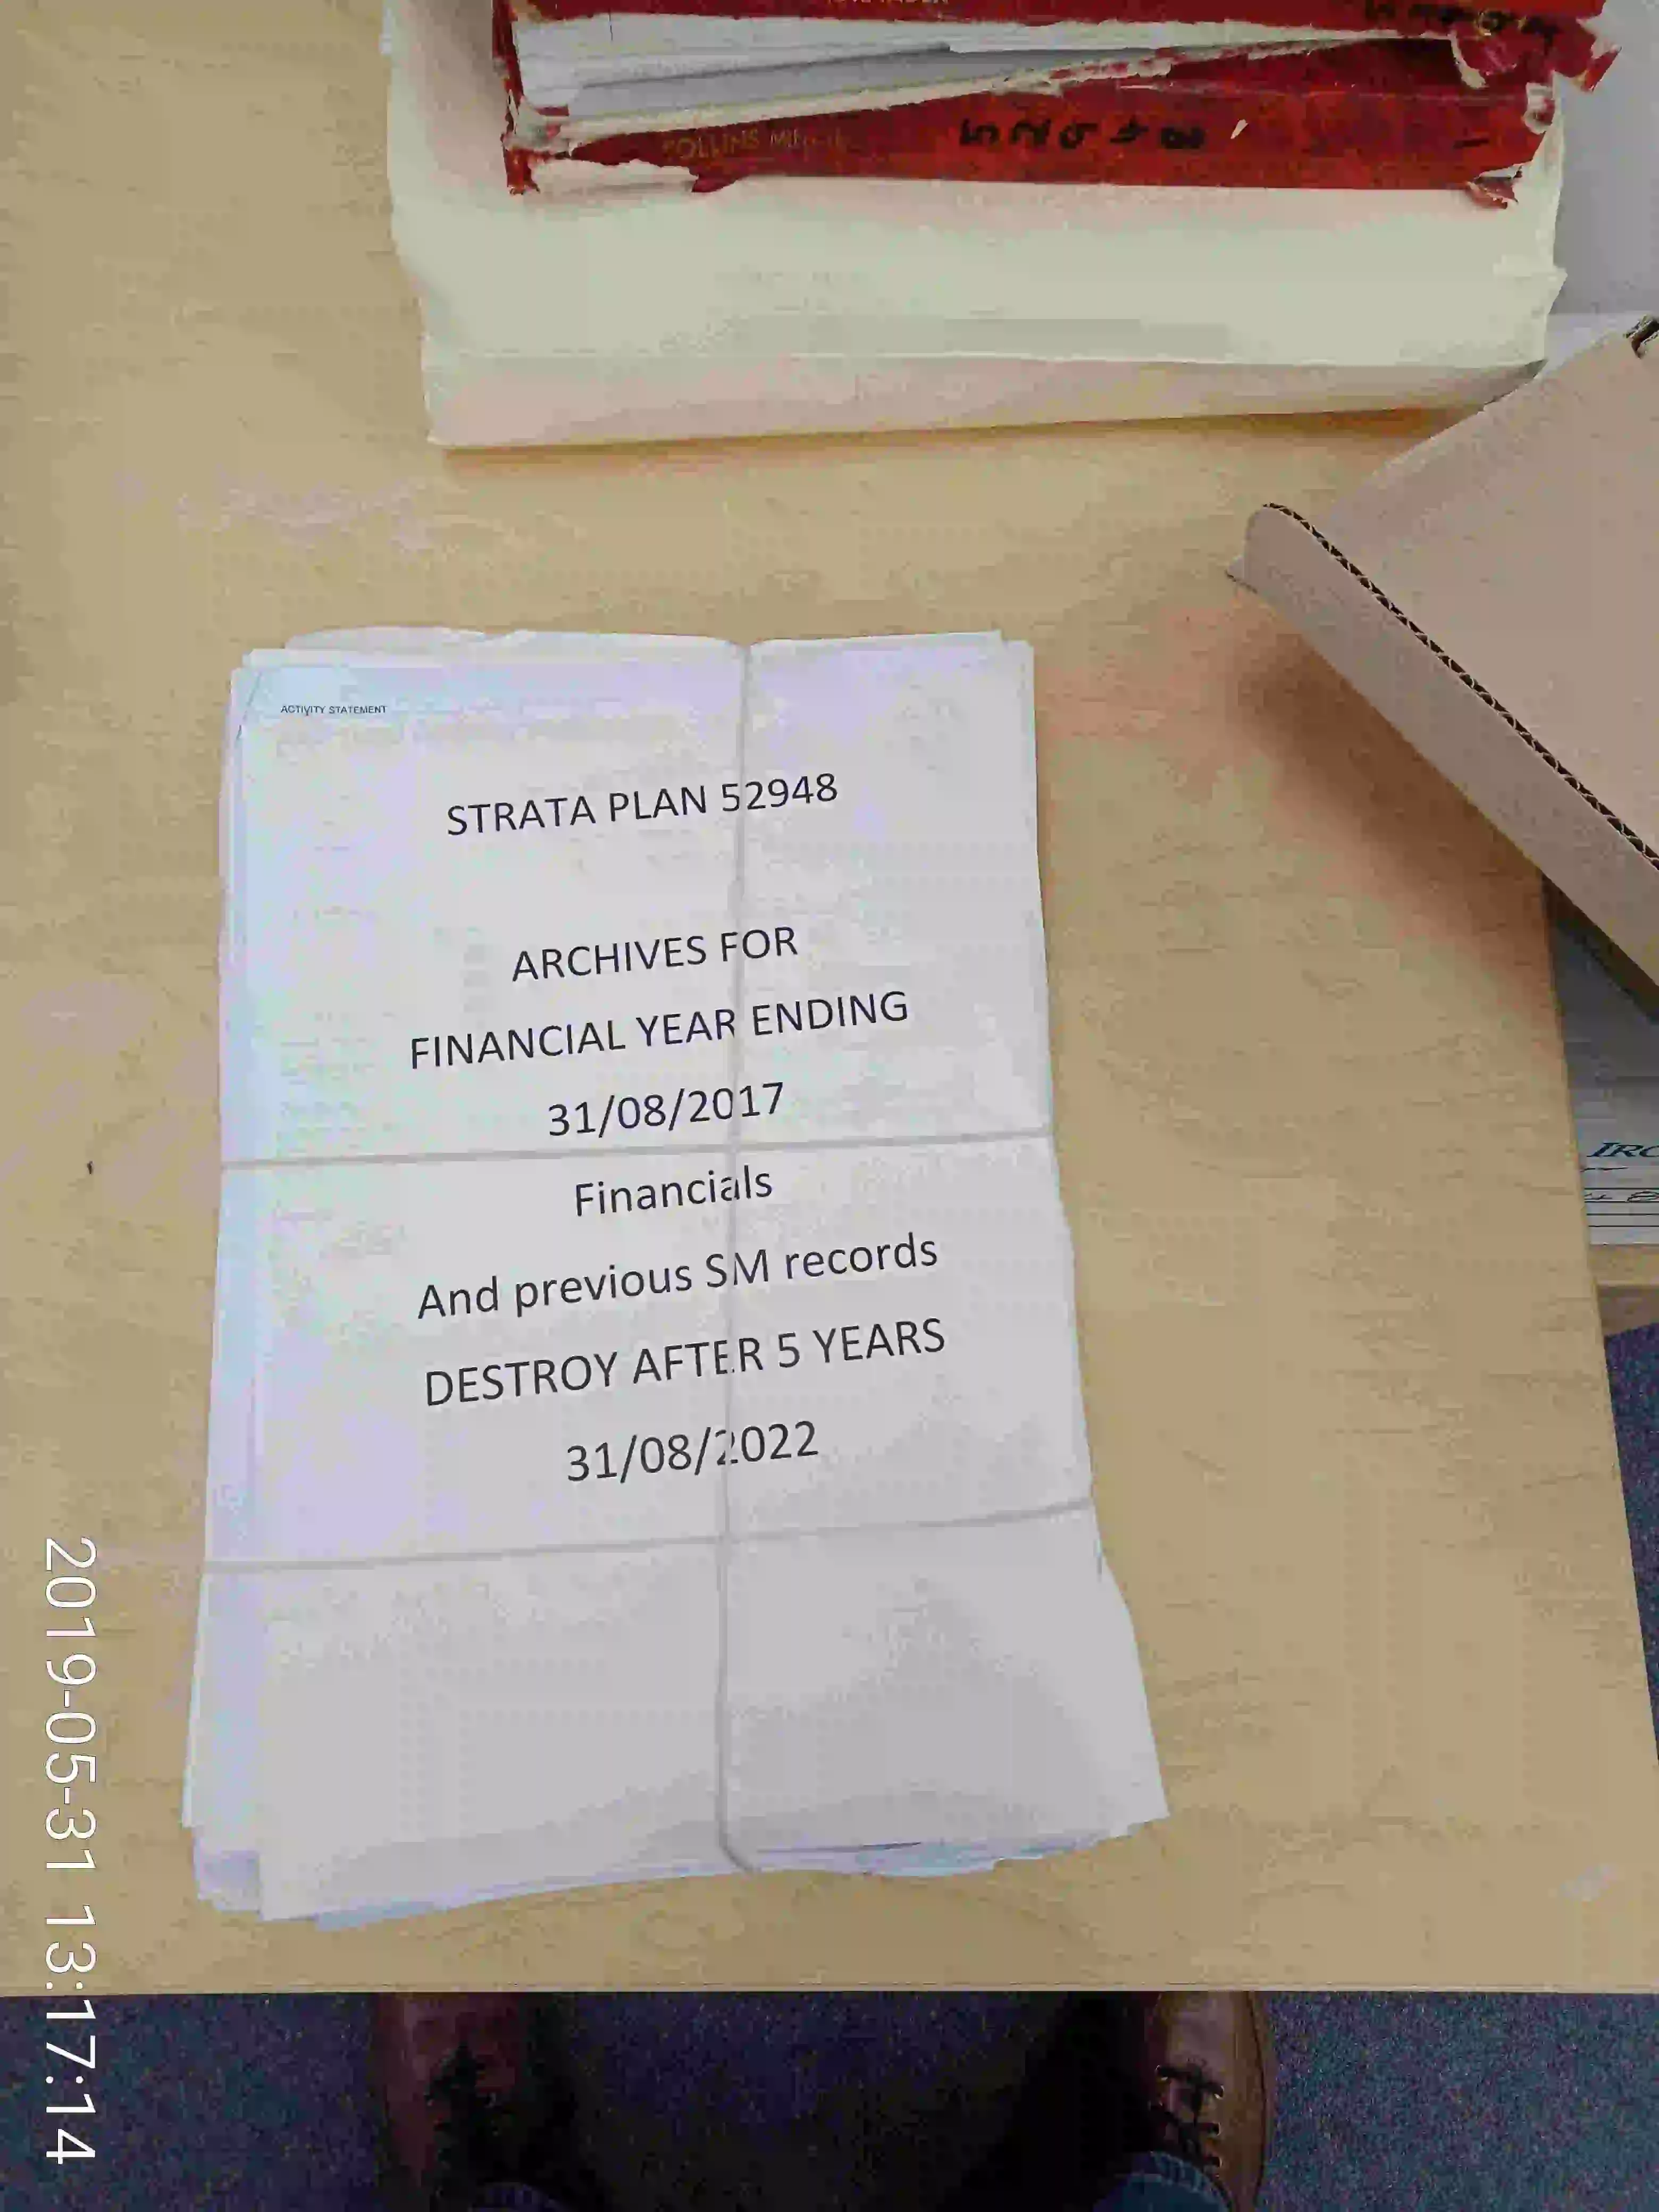 52948
ACTIVITY STATEMENT
STRATA PLAN 52948
ARCHIVES FOR
FINANCIAL YEAR ENDING
31/08/2017
Financials
And previous SM records
DESTROY AFTER 5 YEARS
31/08/2022
2019-05-31 13:17:14